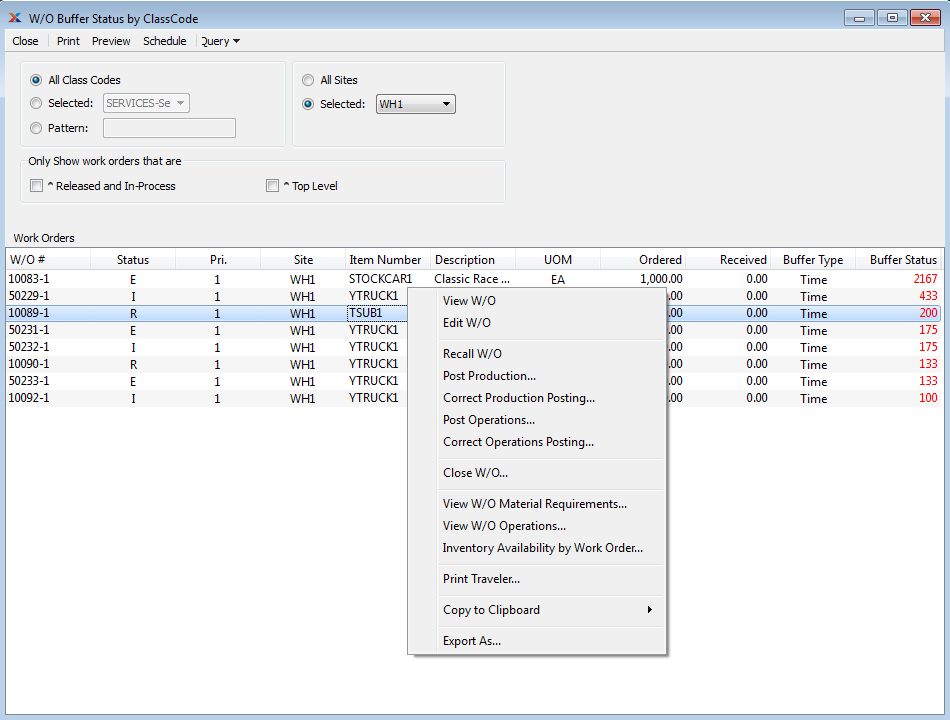 W/O Buffer Status by ClassCode
Close Print Preview Schedule Query
All Class Codes
Selected: SERVICES-Se
Pattern:
All Sites
Selected: WH1
Only Show work orders that are
^ Released and In-Process ^ Top Level
Work Orders
W/O # Status Pri. Site Item Number Description UOM Ordered Received Buffer Type Buffer Status
10083-1 E 1 WH1 STOCKCAR1 Classic Race ... EA 1,000.00 0.00 Time 2167
50229-1 I 1 WH1 YTRUCK1 .00 0.00 Time 433
10089-1 R 1 WH1 TSUB1 .00 0.00 Time 200
50231-1 E 1 WH1 YTRUCK1 .00 0.00 Time 175
50232-1 I 1 WH1 YTRUCK1 .00 0.00 Time 175
10090-1 R 1 WH1 YTRUCK1 .00 0.00 Time 133
50233-1 E 1 WH1 YTRUCK1 .00 0.00 Time 133
10092-1 I 1 WH1 YTRUCK1 .00 0.00 Time 100
View W/O
Edit W/O
Recall W/O
Post Production...
Correct Production Posting...
Post Operations...
Correct Operations Posting...
Close W/O...
View W/O Material Requirements...
View W/O Operations...
Inventory Availability by Work Order...
Print Traveler...
Copy to Clipboard
Export As...